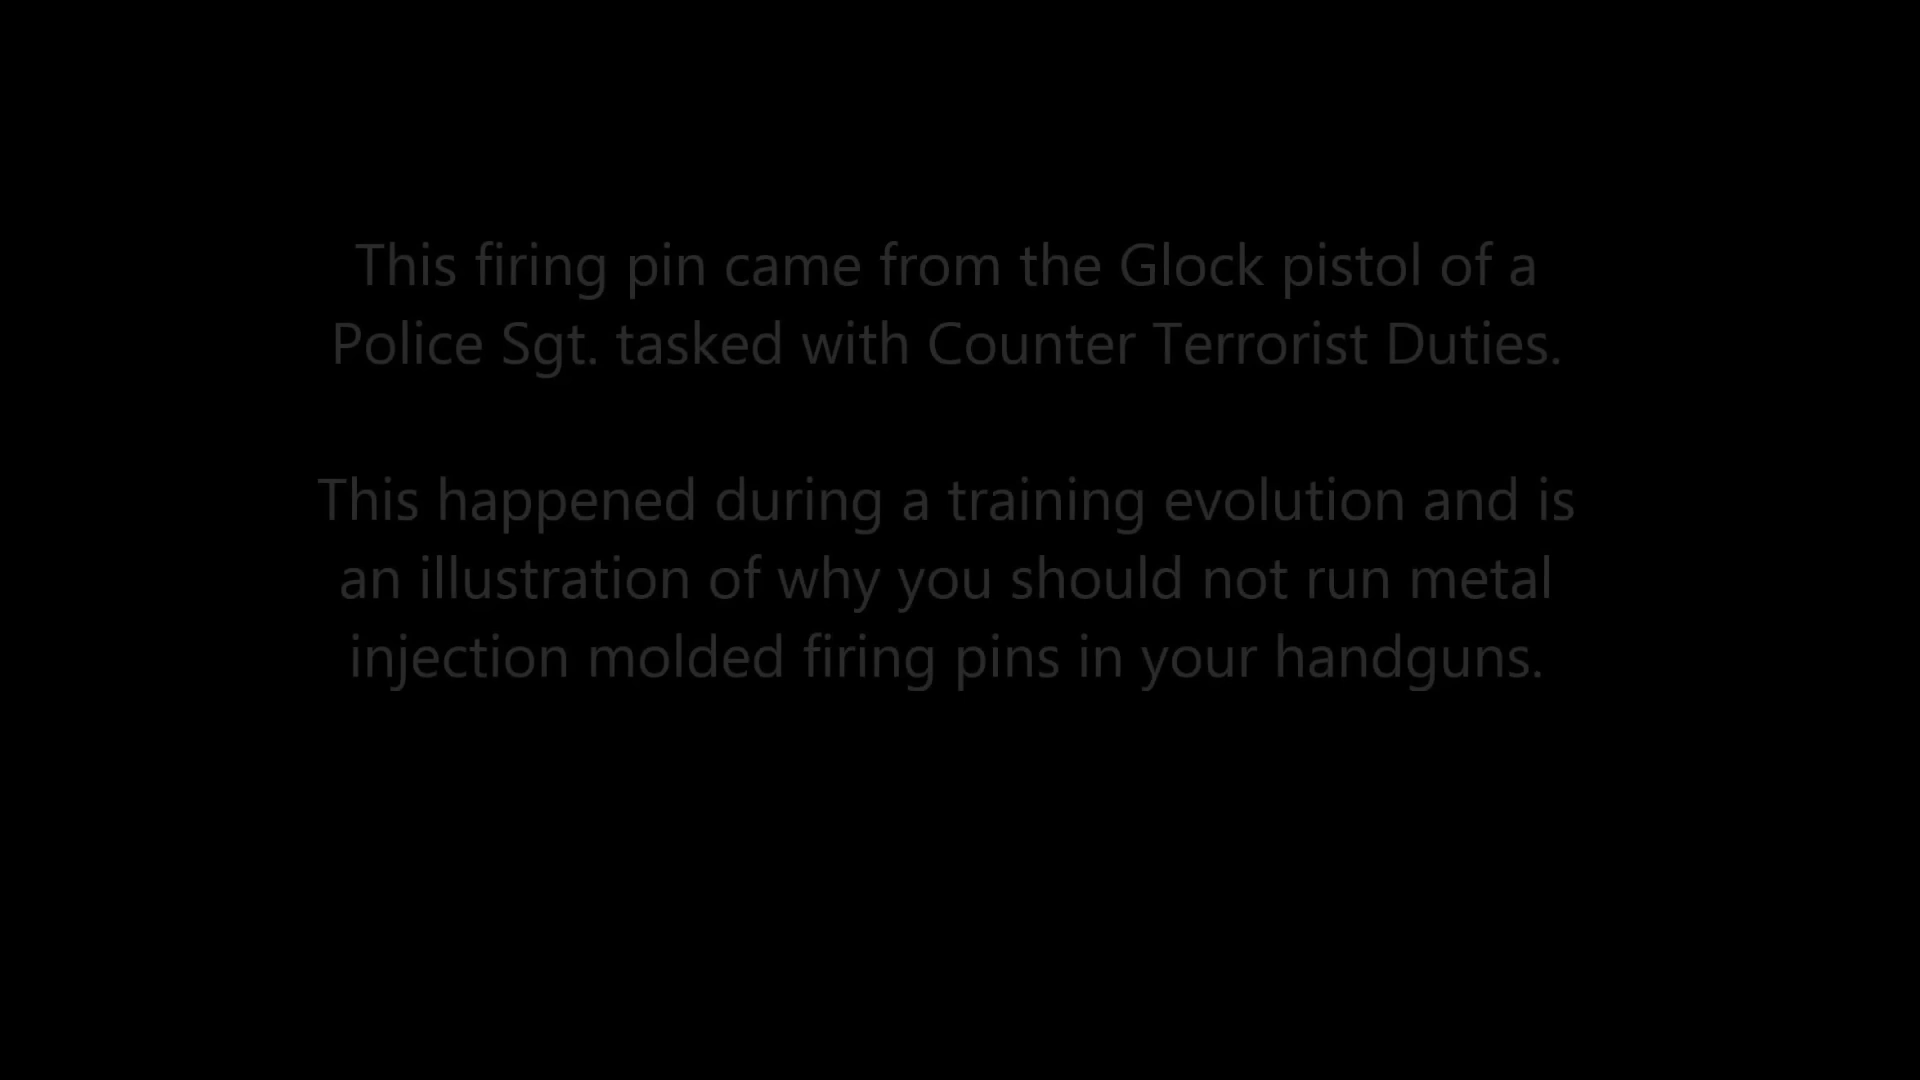 This firing pin came from the Glock pistol of a
Police Sgt. tasked with Counter Terrorist Duties.
This happened during a training evolution and is
an illustration of why you should not run metal
injection molded firing pins in your handguns.